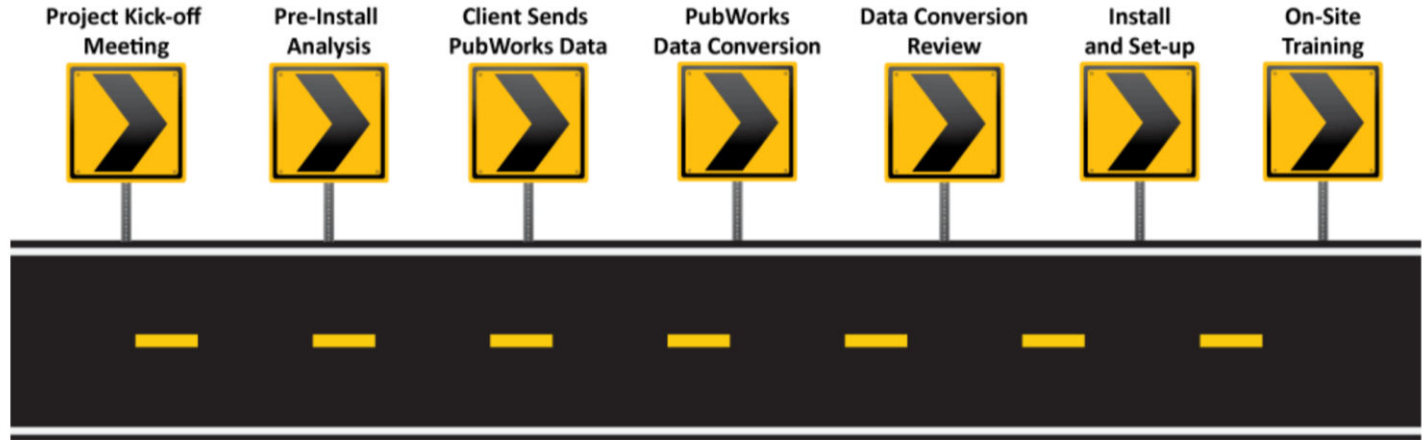 Project Kick-off
Meeting
Pre-Install
Analysis
Client Sends
PubWorks Data
PubWorks
Data Conversion
Data Conversion
Review
Install
and Set-up
On-Site
Training